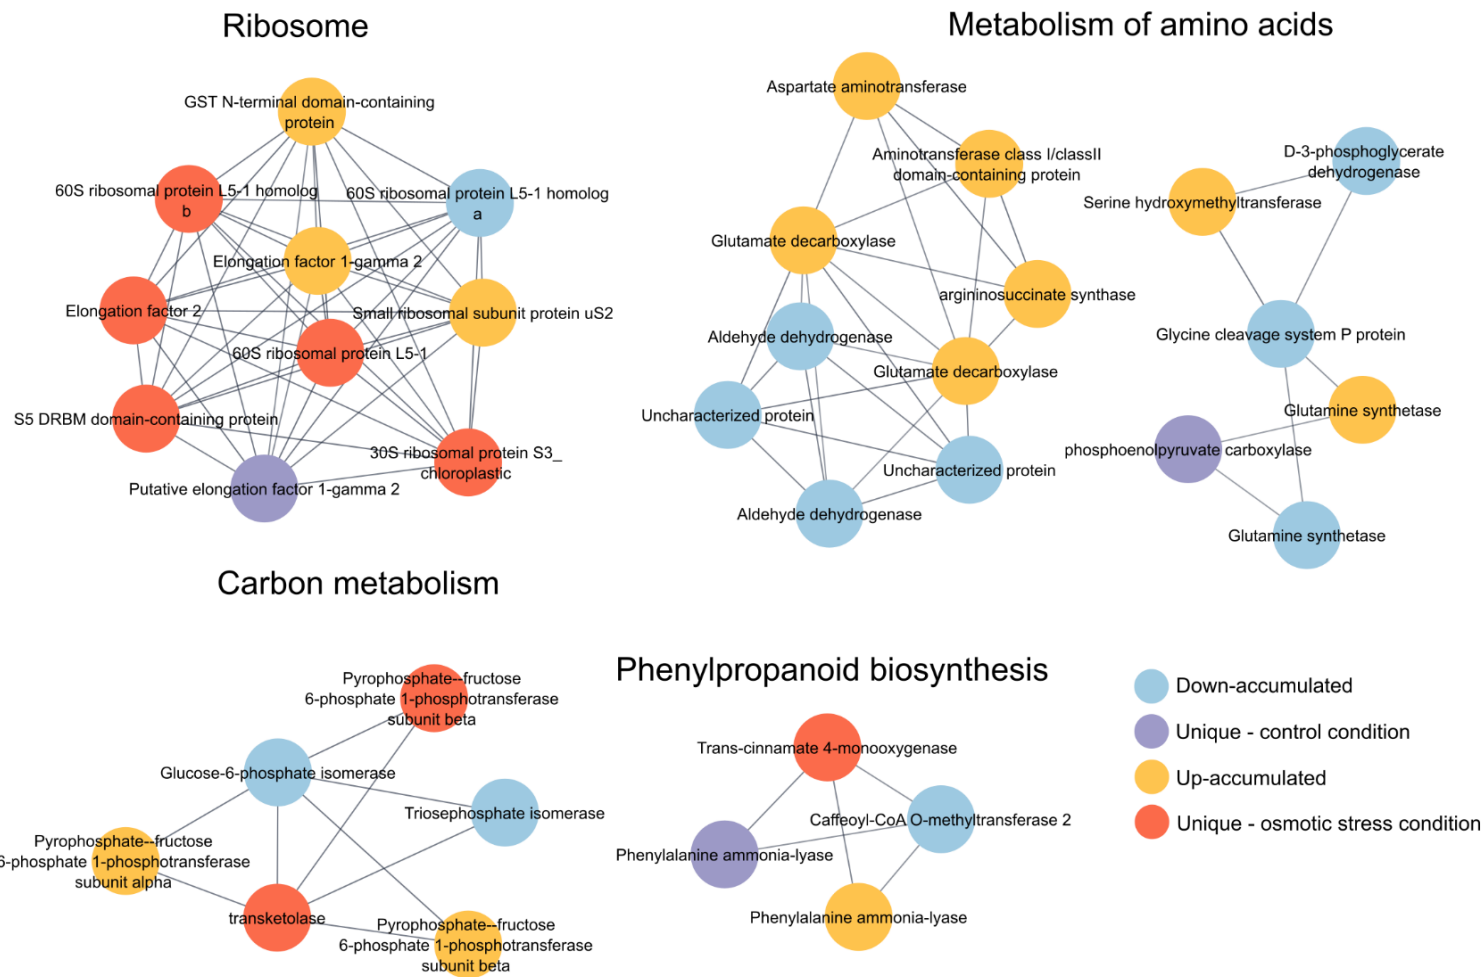 Ribosome
GST N-terminal domain-containing
protein
60S ribosomal protein L5-1 homolog
b
60S ribosomal protein L5-1 homolog
a
Elongation factor 1-gamma 2
Elongation factor 2
Small ribosomal subunit protein uS2
60S ribosomal protein L5-1
S5 DRBM domain-containing protein
30S ribosomal protein S3_
chloroplastic
Putative elongation factor 1-gamma 2
Metabolism of amino acids
Aspartate aminotransferase
Aminotransferase class I/classII
domain-containing protein
Glutamate decarboxylase
argininosuccinate synthase
Aldehyde dehydrogenase
Glutamate decarboxylase
Uncharacterized protein
Uncharacterized protein
Aldehyde dehydrogenase
D-3-phosphoglycerate
dehydrogenase
Serine hydroxymethyltransferase
Glycine cleavage system P protein
Glutamine synthetase
phosphoenolpyruvate carboxylase
Glutamine synthetase
Carbon metabolism
Pyrophosphate--fructose
6-phosphate 1-phosphotransferase
subunit beta
Glucose-6-phosphate isomerase
Triosephosphate isomerase
Pyrophosphate--fructose
6-phosphate 1-phosphotransferase
subunit alpha
transketolase
Pyrophosphate--fructose
6-phosphate 1-phosphotransferase
subunit beta
Phenylpropanoid biosynthesis
Trans-cinnamate 4-monooxygenase
Caffeoyl-CoA O-methyltransferase 2
Phenylalanine ammonia-lyase
Phenylalanine ammonia-lyase
Down-accumulated
Unique - control condition
Up-accumulated
Unique - osmotic stress condition